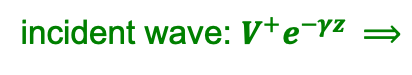 incident wave: V⁺e⁻ᵞᶻ ⟹